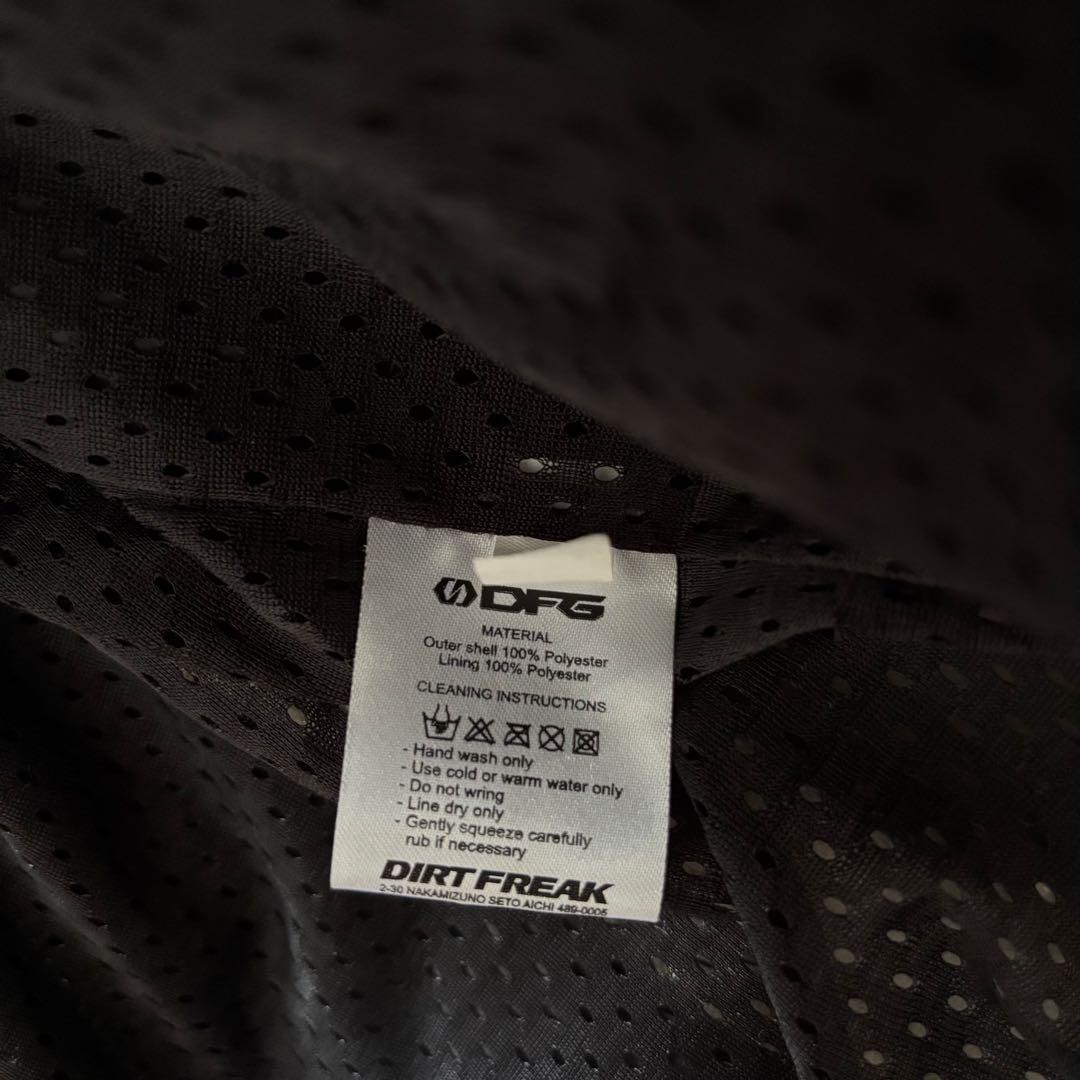 DFG
MATERIAL
Outer shell 100% Polyester
Lining 100% Polyester
CLEANING INSTRUCTIONS
- Hand wash only
- Use cold or warm water only
- Do not wring
- Line dry only
- Gently squeeze carefully
rub if necessary
DIRT FREAK
2-30 NAKAMIZUNO SETO AICHI 489-0005